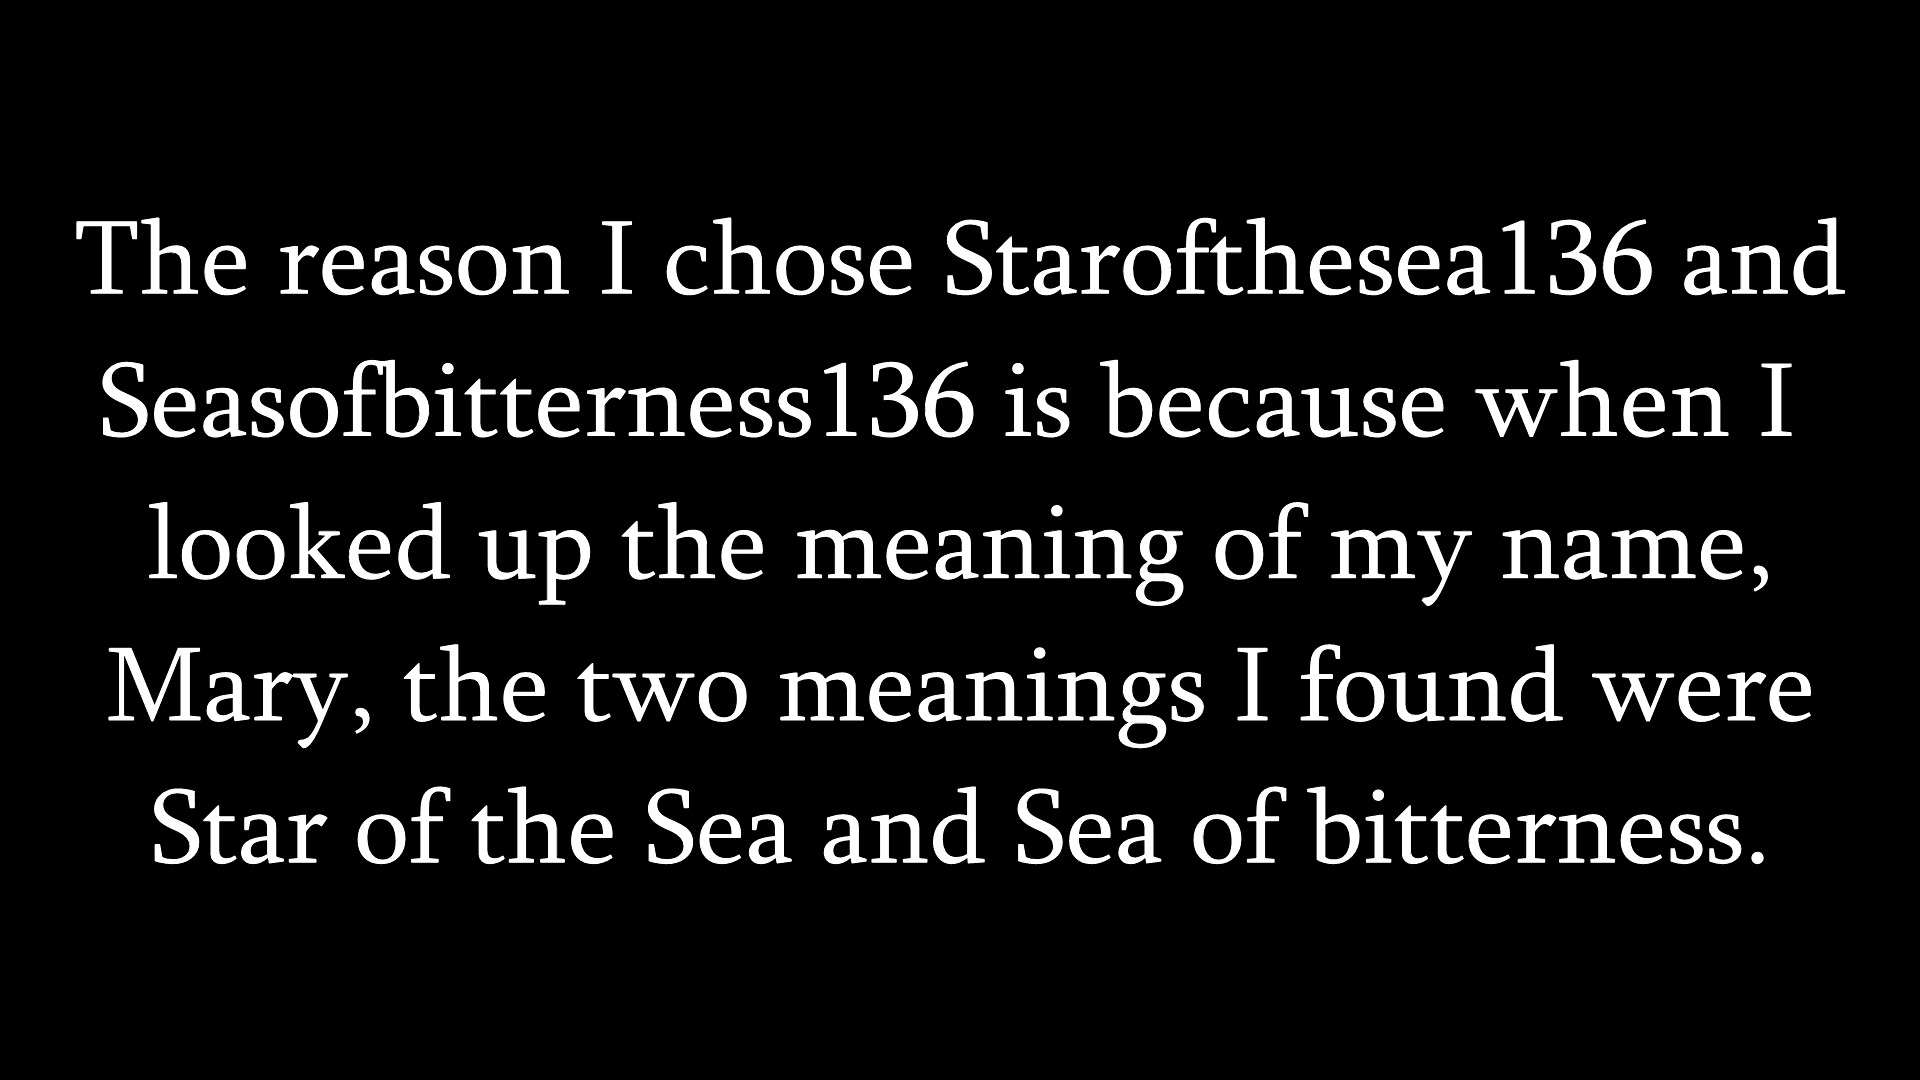 The reason I chose Starofthesea136 and
Seasofbitterness136 is because when I
looked up the meaning of my name,
Mary, the two meanings I found were
Star of the Sea and Sea of bitterness.